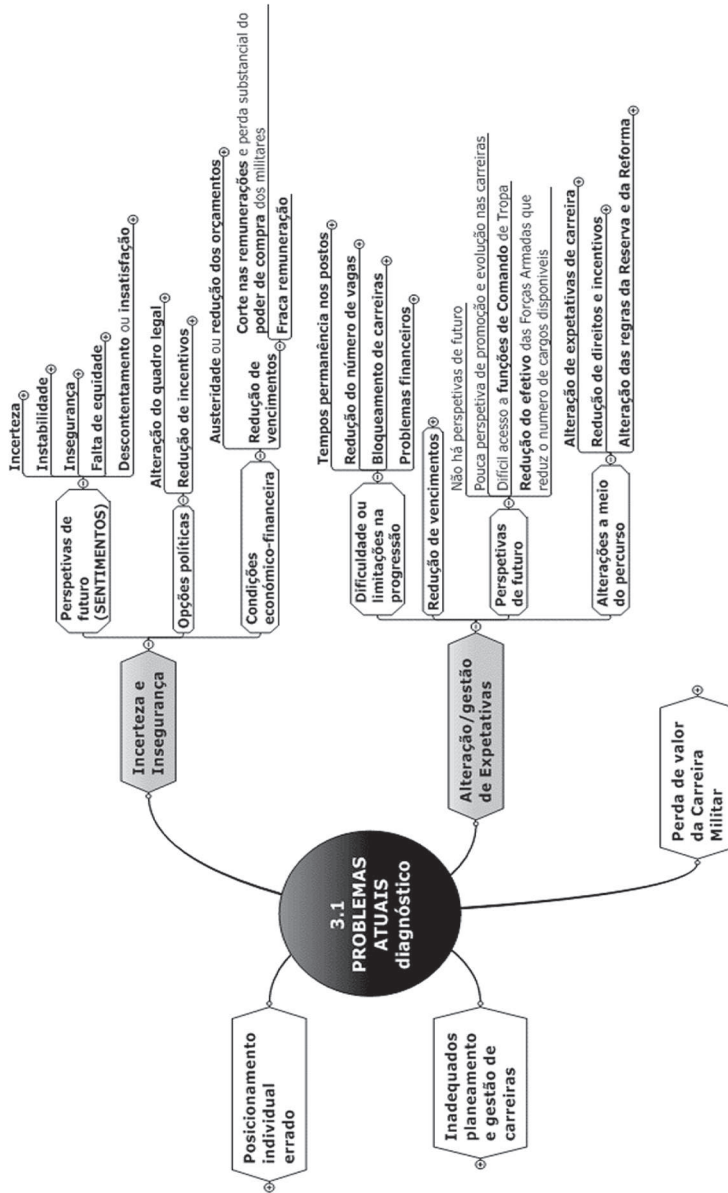 3.1
PROBLEMAS
ATUAIS
diagnóstico
Incerteza e
Insegurança
Perspetivas de
futuro
(SENTIMENTOS)
Incerteza
Instabilidade
Insegurança
Falta de equidade
Descontentamento ou insatisfação
Opções políticas
Alteração do quadro legal
Redução de incentivos
Condições
económico-financeira
Austeridade ou redução dos orçamentos
Redução de
vencimentos
Corte nas remunerações e perda substancial do
poder de compra dos militares
Fraca remuneração
Alteração/gestão
de Expetativas
Dificuldade ou
limitações na
progressão
Tempos permanência nos postos
Redução do número de vagas
Bloqueamento de carreiras
Problemas financeiros
Redução de vencimentos
Perspetivas
de futuro
Não há perspetivas de futuro
Pouca perspetiva de promoção e evolução nas carreiras
Difícil acesso a funções de Comando de Tropa
Redução do efetivo das Forças Armadas que
reduz o numero de cargos disponíveis
Alterações a meio
do percurso
Alteração de expetativas de carreira
Redução de direitos e incentivos
Alteração das regras da Reserva e da Reforma
Perda de valor
da Carreira
Militar
Inadequados
planeamento
e gestão de
carreiras
Posicionamento
individual
errado